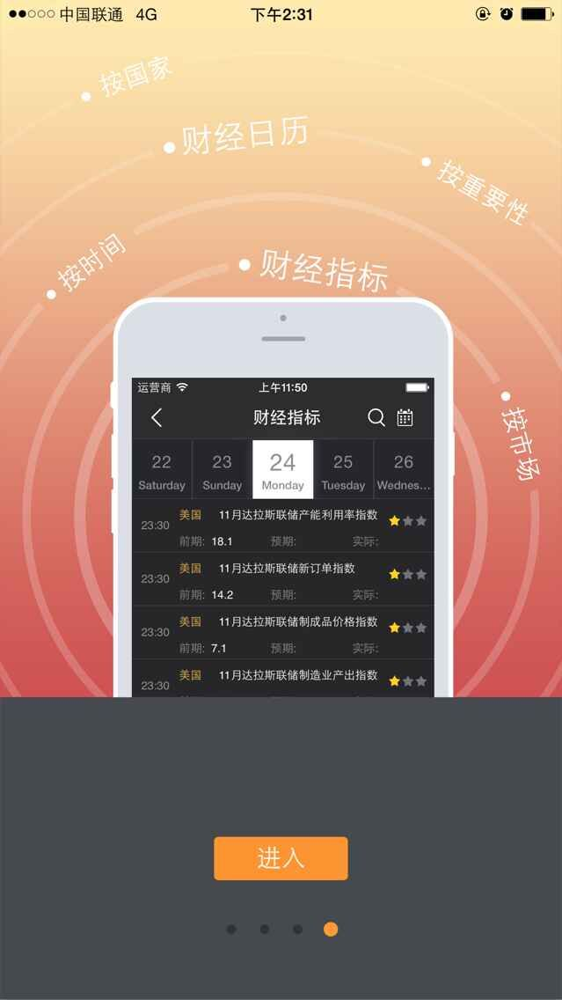 中国联通 4G 下午2:31
按国家
财经日历
按重要性
按时间
财经指标
按市场
运营商 上午11:50
财经指标
22 23 24 25 26
Saturday Sunday Monday Tuesday Wednes...
23:30 美国 11月达拉斯联储产能利用率指数
前期: 18.1 预期: 实际:
23:30 美国 11月达拉斯联储新订单指数
前期: 14.2 预期: 实际:
23:30 美国 11月达拉斯联储制成品价格指数
前期: 7.1 预期: 实际:
23:30 美国 11月达拉斯联储制造业产出指数
进入